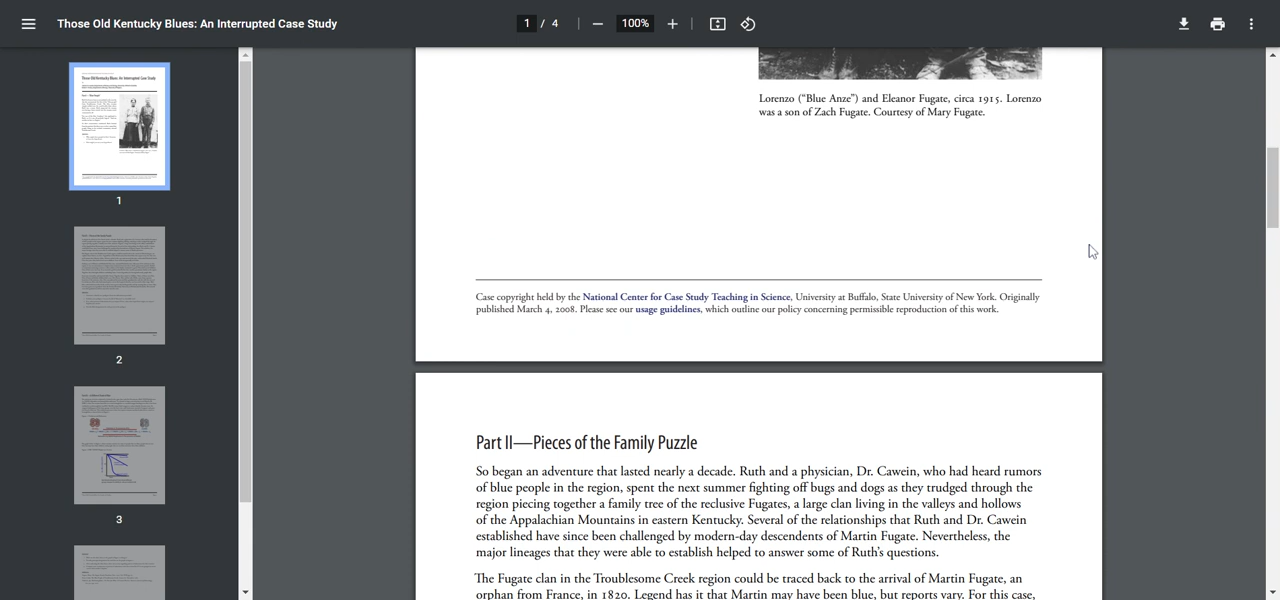 Those Old Kentucky Blues: An Interrupted Case Study
1 / 4
100%
Lorenzo (“Blue Anze”) and Eleanor Fugate, circa 1915. Lorenzo
was a son of Zach Fugate. Courtesy of Mary Fugate.
Case copyright held by the National Center for Case Study Teaching in Science, University at Buffalo, State University of New York. Originally
published March 4, 2008. Please see our usage guidelines, which outline our policy concerning permissible reproduction of this work.
Part II—Pieces of the Family Puzzle
So began an adventure that lasted nearly a decade. Ruth and a physician, Dr. Cawein, who had heard rumors
of blue people in the region, spent the next summer fighting off bugs and dogs as they trudged through the
region piecing together a family tree of the reclusive Fugates, a large clan living in the valleys and hollows
of the Appalachian Mountains in eastern Kentucky. Several of the relationships that Ruth and Dr. Cawein
established have since been challenged by modern-day descendents of Martin Fugate. Nevertheless, the
major lineages that they were able to establish helped to answer some of Ruth’s questions.
The Fugate clan in the Troublesome Creek region could be traced back to the arrival of Martin Fugate, an
orphan from France, in 1820. Legend has it that Martin may have been blue, but reports vary. For this case,
Those Old Kentucky Blues: An Interrupted Case Study
1
2
3